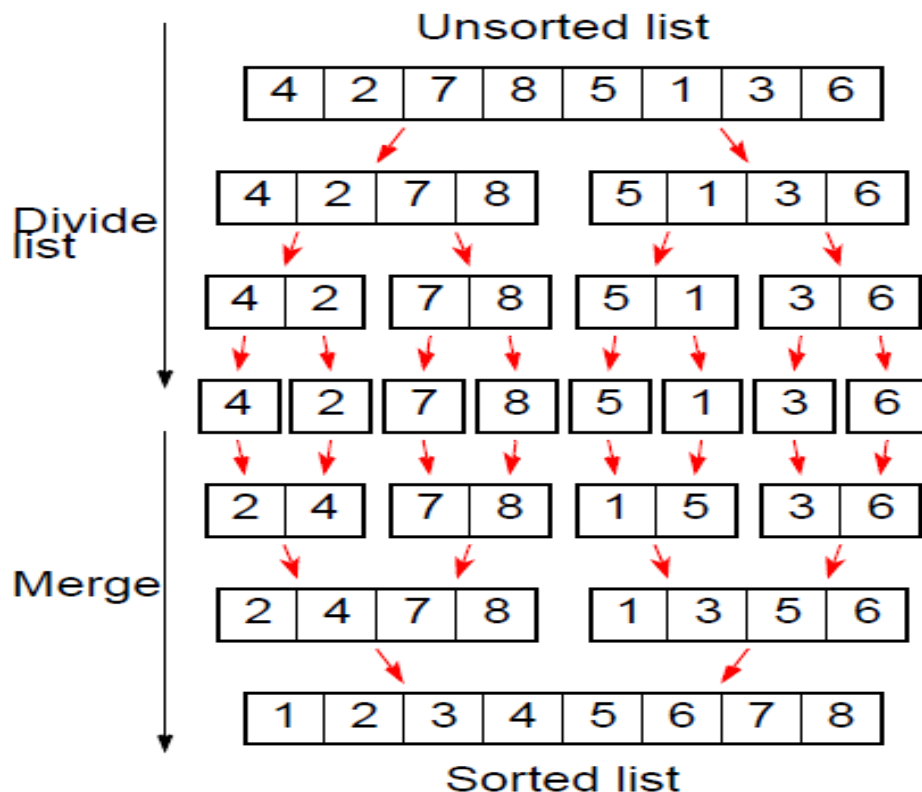 Unsorted list
4 2 7 8 5 1 3 6
4 2 7 8 5 1 3 6
Divide
list
4 2 7 8 5 1 3 6
4 2 7 8 5 1 3 6
2 4 7 8 1 5 3 6
Merge
2 4 7 8 1 3 5 6
1 2 3 4 5 6 7 8
Sorted list